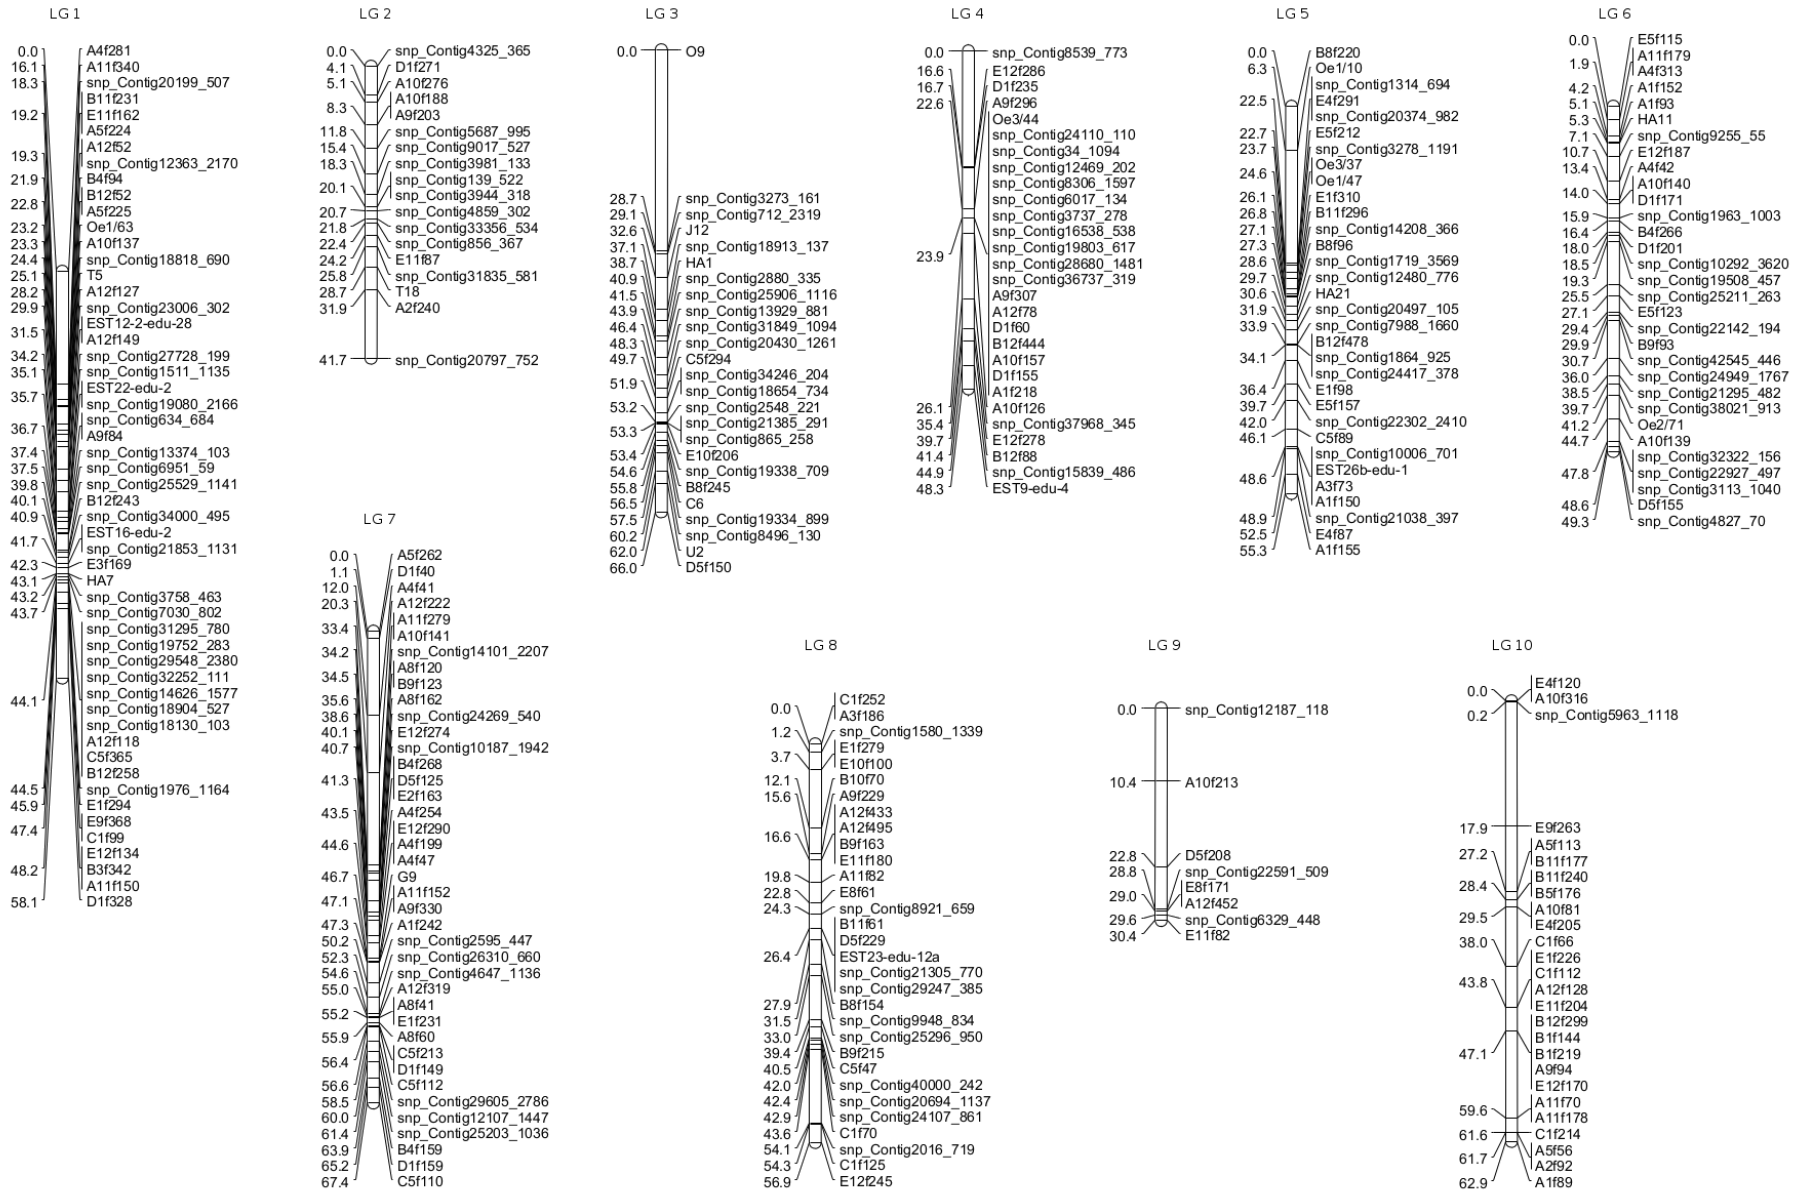 LG 1
0.0 A4f281
16.1 A11f340
18.3 snp_Contig20199_507
B11f231
19.2 E11f162
A5f224
A12f52
19.3 snp_Contig12363_2170
21.9 B4f94
B12f52
22.8 A5f225
23.2 Oe1/63
23.3 A10f137
24.4 snp_Contig18818_690
25.1 T5
28.2 A12f127
29.9 snp_Contig23006_302
EST12-2-edu-28
31.5 A12f149
34.2 snp_Contig27728_199
35.1 snp_Contig1511_1135
EST22-edu-2
35.7 snp_Contig19080_2166
snp_Contig634_684
36.7 A9f84
37.4 snp_Contig13374_103
37.5 snp_Contig6951_59
39.8 snp_Contig25529_1141
40.1 B12f243
40.9 snp_Contig34000_495
EST16-edu-2
41.7 snp_Contig21853_1131
42.3 E3f169
43.1 HA7
43.2 snp_Contig3758_463
43.7 snp_Contig7030_802
snp_Contig31295_780
snp_Contig19752_283
snp_Contig29548_2380
snp_Contig32252_111
44.1 snp_Contig14626_1577
snp_Contig18904_527
snp_Contig18130_103
A12f118
C5f365
B12f258
44.5 snp_Contig1976_1164
45.9 E1f294
E9f368
47.4 C1f99
E12f134
48.2 B3f342
A11f150
58.1 D1f328
LG 2
0.0 snp_Contig4325_365
4.1 D1f271
5.1 A10f276
A10f188
8.3 A9f203
11.8 snp_Contig5687_995
15.4 snp_Contig9017_527
18.3 snp_Contig3981_133
snp_Contig139_522
20.1 snp_Contig3944_318
20.7 snp_Contig4859_302
21.8 snp_Contig33356_534
22.4 snp_Contig856_367
24.2 E11f87
25.8 snp_Contig31835_581
28.7 T18
31.9 A2f240
41.7 snp_Contig20797_752
LG 3
0.0 O9
28.7 snp_Contig3273_161
29.1 snp_Contig712_2319
32.6 J12
37.1 snp_Contig18913_137
38.7 HA1
40.9 snp_Contig2880_335
41.5 snp_Contig25906_1116
43.9 snp_Contig13929_881
46.4 snp_Contig31849_1094
48.3 snp_Contig20430_1261
49.7 C5f294
snp_Contig34246_204
51.9 snp_Contig18654_734
53.2 snp_Contig2548_221
snp_Contig21385_291
53.3 snp_Contig865_258
53.4 E10f206
54.6 snp_Contig19338_709
55.8 B8f245
56.5 C6
57.5 snp_Contig19334_899
60.2 snp_Contig8496_130
62.0 U2
66.0 D5f150
LG 4
0.0 snp_Contig8539_773
16.6 E12f286
16.7 D1f235
22.6 A9f296
Oe3/44
snp_Contig24110_110
snp_Contig34_1094
snp_Contig12469_202
snp_Contig8306_1597
snp_Contig6017_134
snp_Contig3737_278
snp_Contig16538_538
snp_Contig19803_617
23.9 snp_Contig28680_1481
snp_Contig36737_319
A9f307
A12f78
D1f60
B12f444
A10f157
D1f155
A1f218
26.1 A10f126
35.4 snp_Contig37968_345
39.7 E12f278
41.4 B12f88
44.9 snp_Contig15839_486
48.3 EST9-edu-4
LG 5
0.0 B8f220
6.3 Oe1/10
snp_Contig1314_694
22.5 E4f291
snp_Contig20374_982
22.7 E5f212
23.7 snp_Contig3278_1191
Oe3/37
24.6 Oe1/47
26.1 E1f310
26.8 B11f296
27.1 snp_Contig14208_366
27.3 B8f96
28.6 snp_Contig1719_3569
29.7 snp_Contig12480_776
30.6 HA21
31.9 snp_Contig20497_105
33.9 snp_Contig7988_1660
B12f478
34.1 snp_Contig1864_925
snp_Contig24417_378
36.4 E1f98
39.7 E5f157
42.0 snp_Contig22302_2410
46.1 C5f89
snp_Contig10006_701
EST26b-edu-1
48.6 A3f73
A1f150
48.9 snp_Contig21038_397
52.5 E4f87
55.3 A1f155
LG 6
0.0 E5f115
A11f179
1.9 A4f313
4.2 A1f152
5.1 A1f93
5.3 HA11
7.1 snp_Contig9255_55
10.7 E12f187
13.4 A4f42
A10f140
14.0 D1f171
15.9 snp_Contig1963_1003
16.4 B4f266
18.0 D1f201
18.5 snp_Contig10292_3620
19.3 snp_Contig19508_457
25.5 snp_Contig25211_263
27.1 E5f123
29.4 snp_Contig22142_194
29.9 B9f93
30.7 snp_Contig42545_446
36.0 snp_Contig24949_1767
38.5 snp_Contig21295_482
39.7 snp_Contig38021_913
41.2 Oe2/71
44.7 A10f139
snp_Contig32322_156
47.8 snp_Contig22927_497
snp_Contig3113_1040
48.6 D5f155
49.3 snp_Contig4827_70
LG 7
0.0 A5f262
1.1 D1f40
12.0 A4f41
20.3 A12f222
A11f279
33.4 A10f141
34.2 snp_Contig14101_2207
A8f120
34.5 B9f123
35.6 A8f162
38.6 snp_Contig24269_540
40.1 E12f274
40.7 snp_Contig10187_1942
B4f268
41.3 D5f125
E2f163
43.5 A4f254
E12f290
44.6 A4f199
A4f47
46.7 G9
A11f152
47.1 A9f330
47.3 A1f242
50.2 snp_Contig2595_447
52.3 snp_Contig26310_660
54.6 snp_Contig4647_1136
55.0 A12f319
A8f41
55.2 E1f231
55.9 A8f60
C5f213
56.4 D1f149
56.6 C5f112
58.5 snp_Contig29605_2786
60.0 snp_Contig12107_1447
61.4 snp_Contig25203_1036
63.9 B4f159
65.2 D1f159
67.4 C5f110
LG 8
C1f252
0.0 A3f186
1.2 snp_Contig1580_1339
E1f279
3.7 E10f100
12.1 B10f70
15.6 A9f229
A12f433
A12f495
16.6 B9f163
E11f180
19.8 A11f82
22.8 E8f61
24.3 snp_Contig8921_659
B11f61
D5f229
26.4 EST23-edu-12a
snp_Contig21305_770
snp_Contig29247_385
27.9 B8f154
31.5 snp_Contig9948_834
33.0 snp_Contig25296_950
39.4 B9f215
40.5 C5f47
42.0 snp_Contig40000_242
42.4 snp_Contig20694_1137
42.9 snp_Contig24107_861
43.6 C1f70
54.1 snp_Contig2016_719
54.3 C1f125
56.9 E12f245
LG 9
0.0 snp_Contig12187_118
10.4 A10f213
22.8 D5f208
28.8 snp_Contig22591_509
E8f171
29.0 A12f452
29.6 snp_Contig6329_448
30.4 E11f82
LG 10
E4f120
0.0 A10f316
0.2 snp_Contig5963_1118
17.9 E9f263
A5f113
27.2 B11f177
B11f240
28.4 B5f176
A10f81
29.5 E4f205
38.0 C1f66
E1f226
C1f112
43.8 A12f128
E11f204
B12f299
B1f144
47.1 B1f219
A9f94
E12f170
A11f70
59.6 A11f178
61.6 C1f214
A5f56
61.7 A2f92
62.9 A1f89